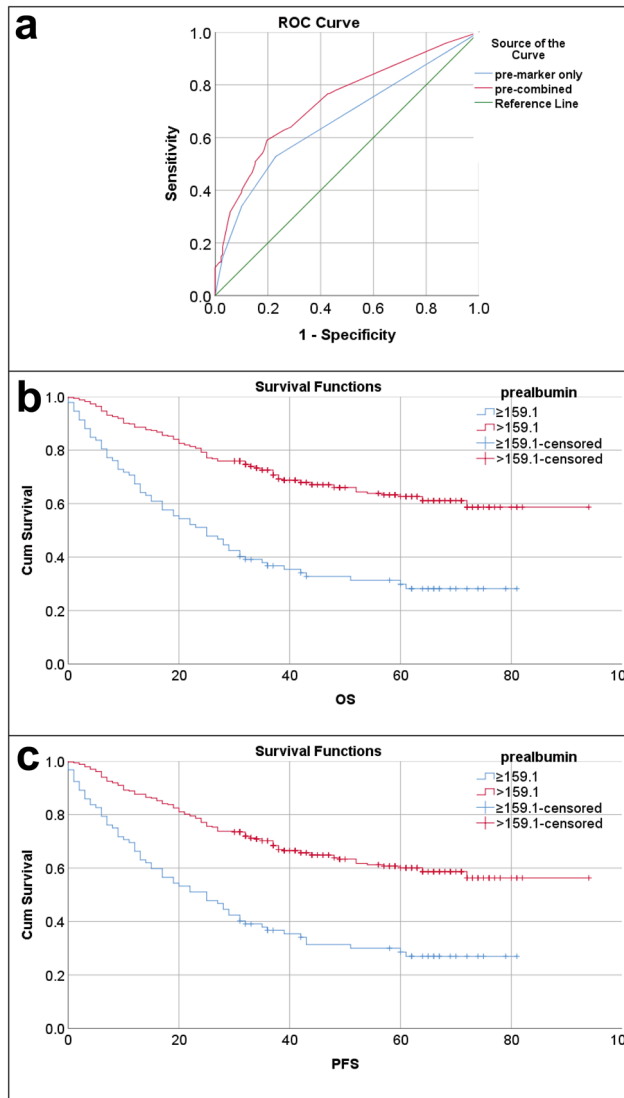 a
ROC Curve
Source of the
Curve
pre-marker only
pre-combined
Reference Line
1.0
0.8
0.6
0.4
0.2
0.0
Sensitivity
0.0 0.2 0.4 0.6 0.8 1.0
1 - Specificity
b
Survival Functions
prealbumin
≥159.1
>159.1
≥159.1-censored
>159.1-censored
1.0
0.8
0.6
0.4
0.2
0.0
Cum Survival
0 20 40 60 80 10
OS
c
Survival Functions
prealbumin
≥159.1
>159.1
≥159.1-censored
>159.1-censored
1.0
0.8
0.6
0.4
0.2
0.0
Cum Survival
0 20 40 60 80 10
PFS